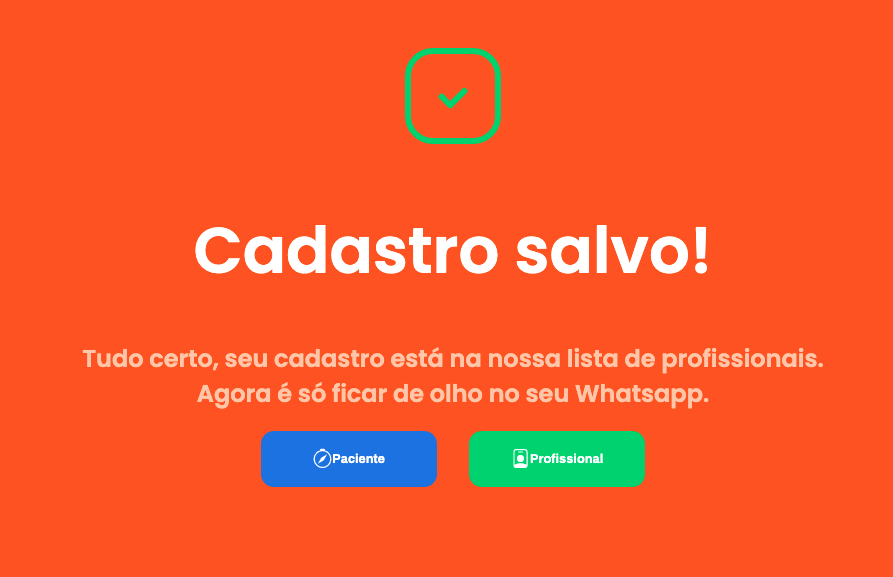 Cadastro salvo!
Tudo certo, seu cadastro está na nossa lista de profissionais.
Agora é só ficar de olho no seu Whatsapp.
Paciente
Profissional